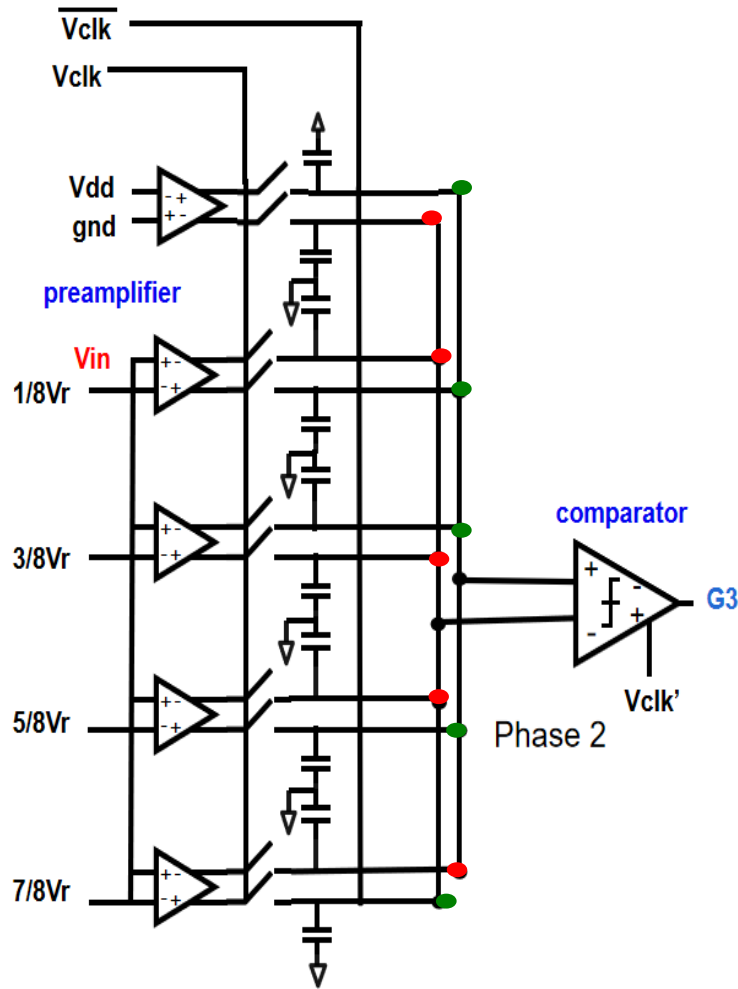 Vclk
Vclk
Vdd
- +
gnd
+ -
preamplifier
Vin
+ -
1/8Vr
- +
+ -
3/8Vr
- +
comparator
+
-
G3
+
-
Vclk'
+ -
5/8Vr
- +
Phase 2
+ -
7/8Vr
- +